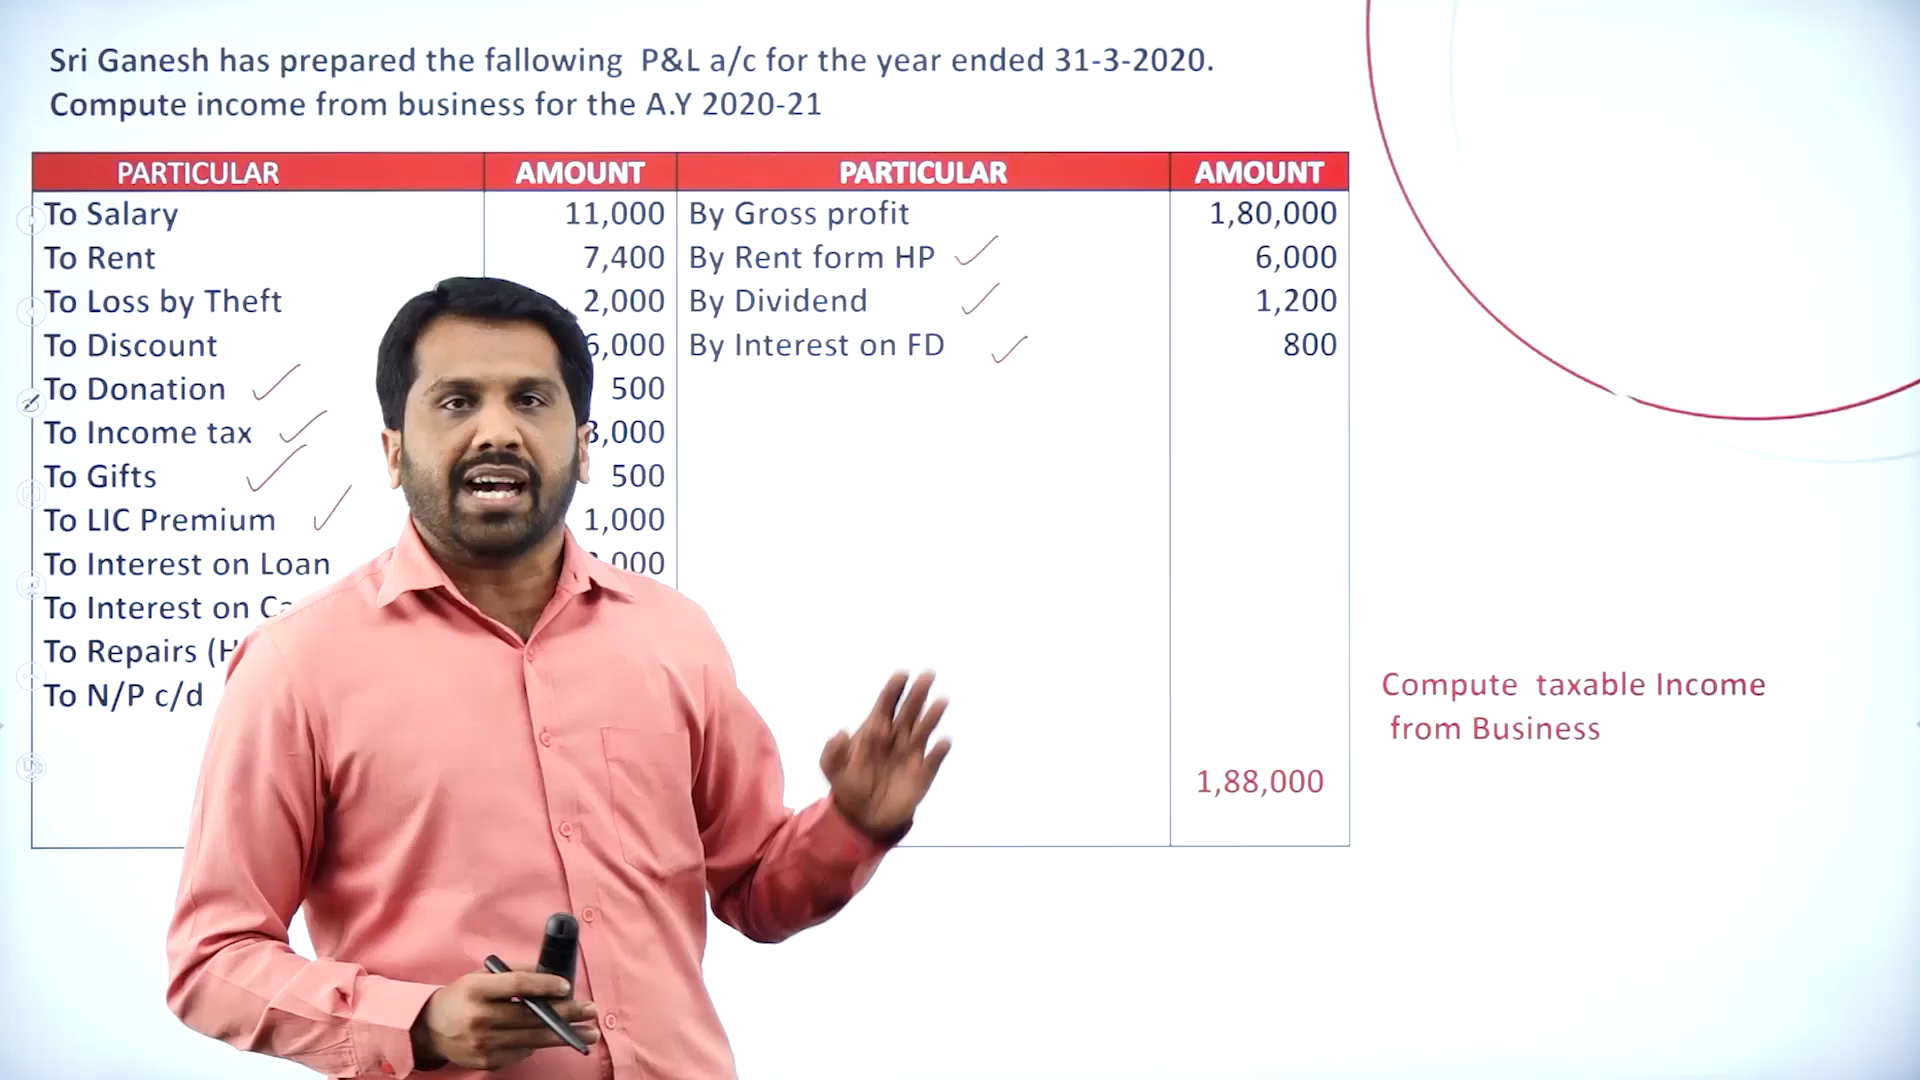 Sri Ganesh has prepared the fallowing P&L a/c for the year ended 31-3-2020.
Compute income from business for the A.Y 2020-21
PARTICULAR AMOUNT PARTICULAR AMOUNT
To Salary 11,000 By Gross profit 1,80,000
To Rent 7,400 By Rent form HP 6,000
To Loss by Theft 2,000 By Dividend 1,200
To Discount 6,000 By Interest on FD 800
To Donation 500
To Income tax 3,000
To Gifts 500
To LIC Premium 1,000
To Interest on Loan
To Interest on
To Repairs
To N/P c/d
Compute taxable Income
from Business
1,88,000